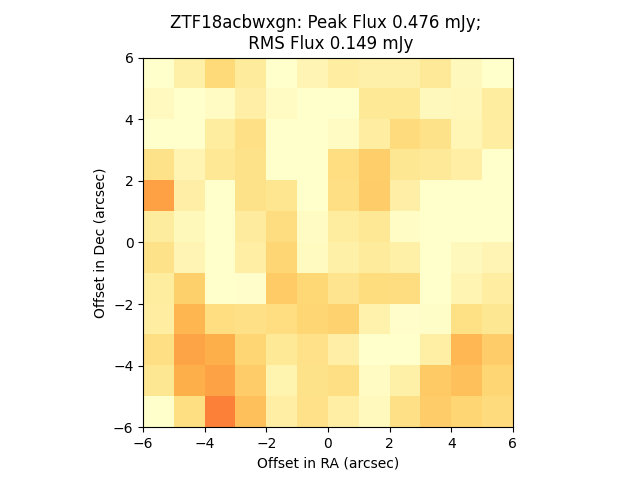 ZTF18acbwxgn: Peak Flux 0.476 mJy;
RMS Flux 0.149 mJy
6
4
2
0
−2
−4
−6
Offset in Dec (arcsec)
−6 −4 −2 0 2 4 6
Offset in RA (arcsec)